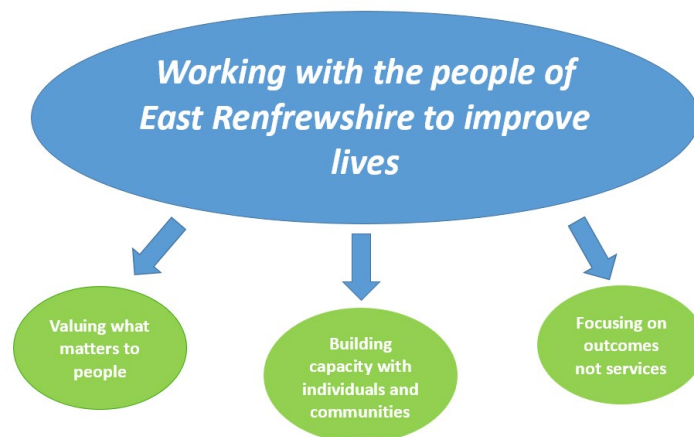 Working with the people of
East Renfrewshire to improve
lives
Valuing what
matters to
people
Building
capacity with
individuals and
communities
Focusing on
outcomes
not services